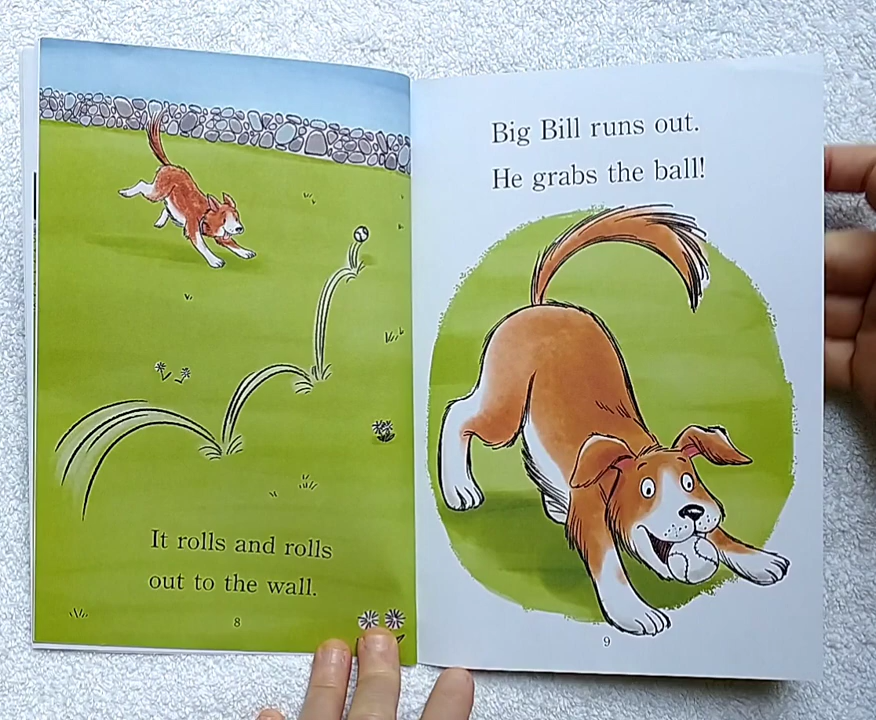 It rolls and rolls
out to the wall.
8
Big Bill runs out.
He grabs the ball!
9